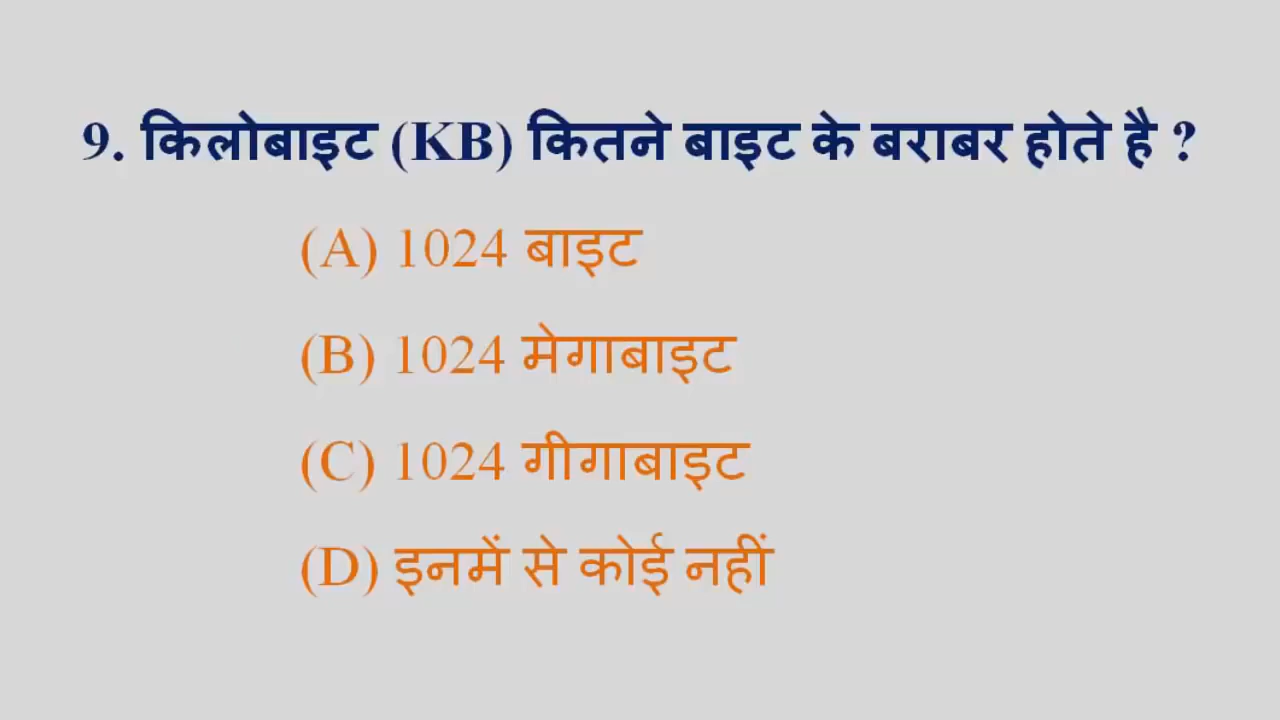 9. किलोबाइट (KB) कितने बाइट के बराबर होते है ?
(A) 1024 बाइट
(B) 1024 मेगाबाइट
(C) 1024 गीगाबाइट
(D) इनमें से कोई नहीं